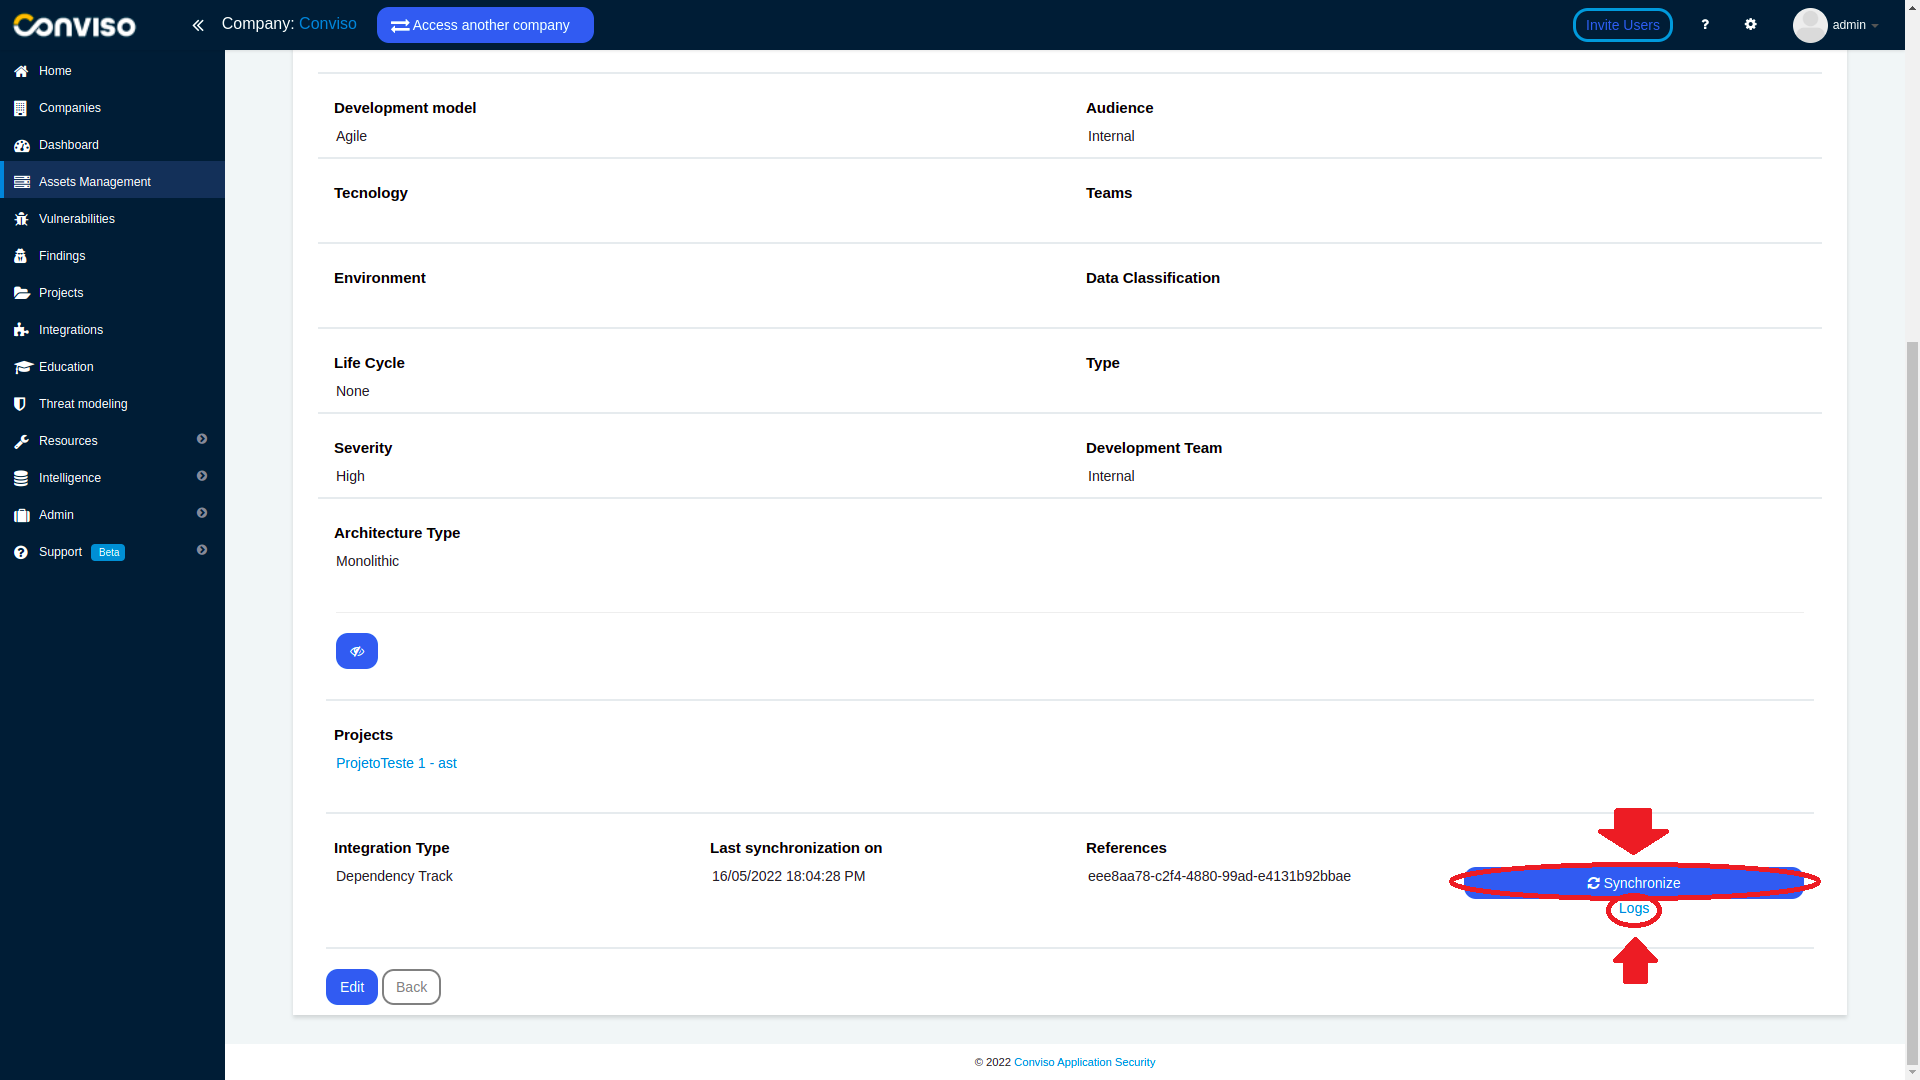 Conviso
Company: Conviso
Access another company
Invite Users
?
admin
Home
Companies
Dashboard
Assets Management
Vulnerabilities
Findings
Projects
Integrations
Education
Threat modeling
Resources
Intelligence
Admin
Support Beta
Development model
Agile
Audience
Internal
Tecnology
Teams
Environment
Data Classification
Life Cycle
None
Type
Severity
High
Development Team
Internal
Architecture Type
Monolithic
Projects
ProjetoTeste 1 - ast
Integration Type
Dependency Track
Last synchronization on
16/05/2022 18:04:28 PM
References
eee8aa78-c2f4-4880-99ad-e4131b92bbae
Synchronize
Logs
Edit
Back
© 2022 Conviso Application Security